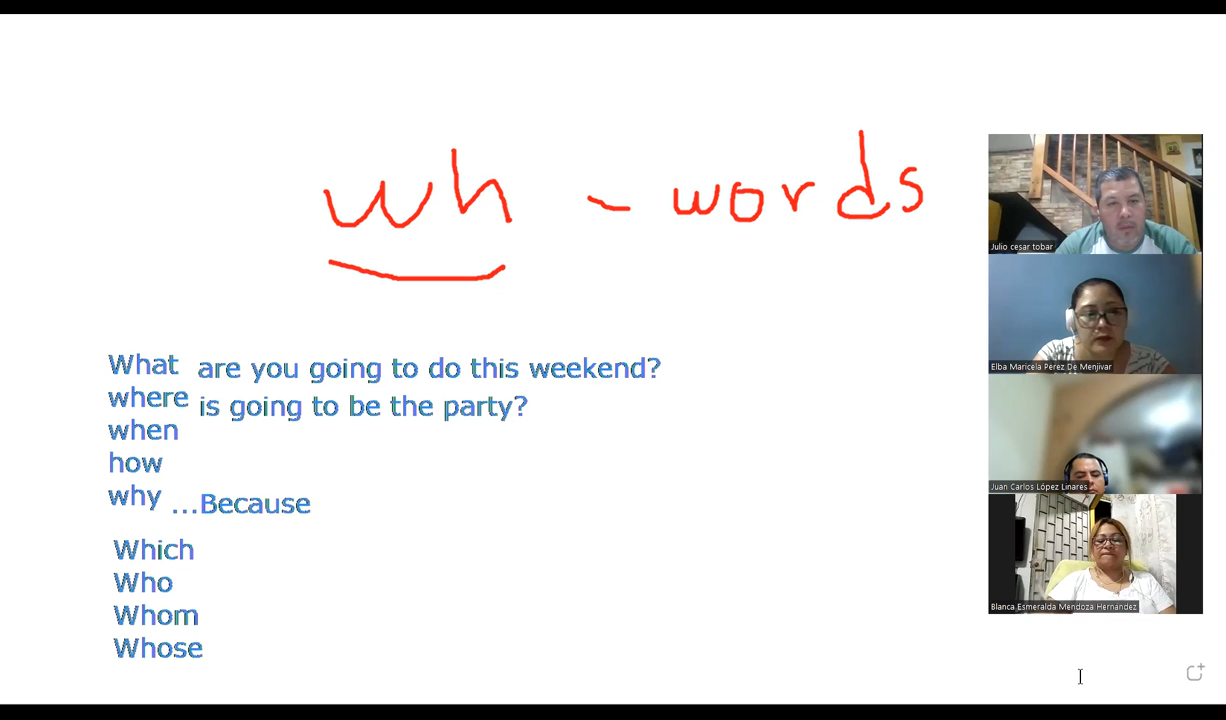 wh - words
What are you going to do this weekend?
where is going to be the party?
when
how
why ...Because
Which
Who
Whom
Whose
Julio cesar tobar
Elba Maricela Perez De Menjivar
Juan Carlos López Linares
Blanca Esmeralda Mendoza Hernández